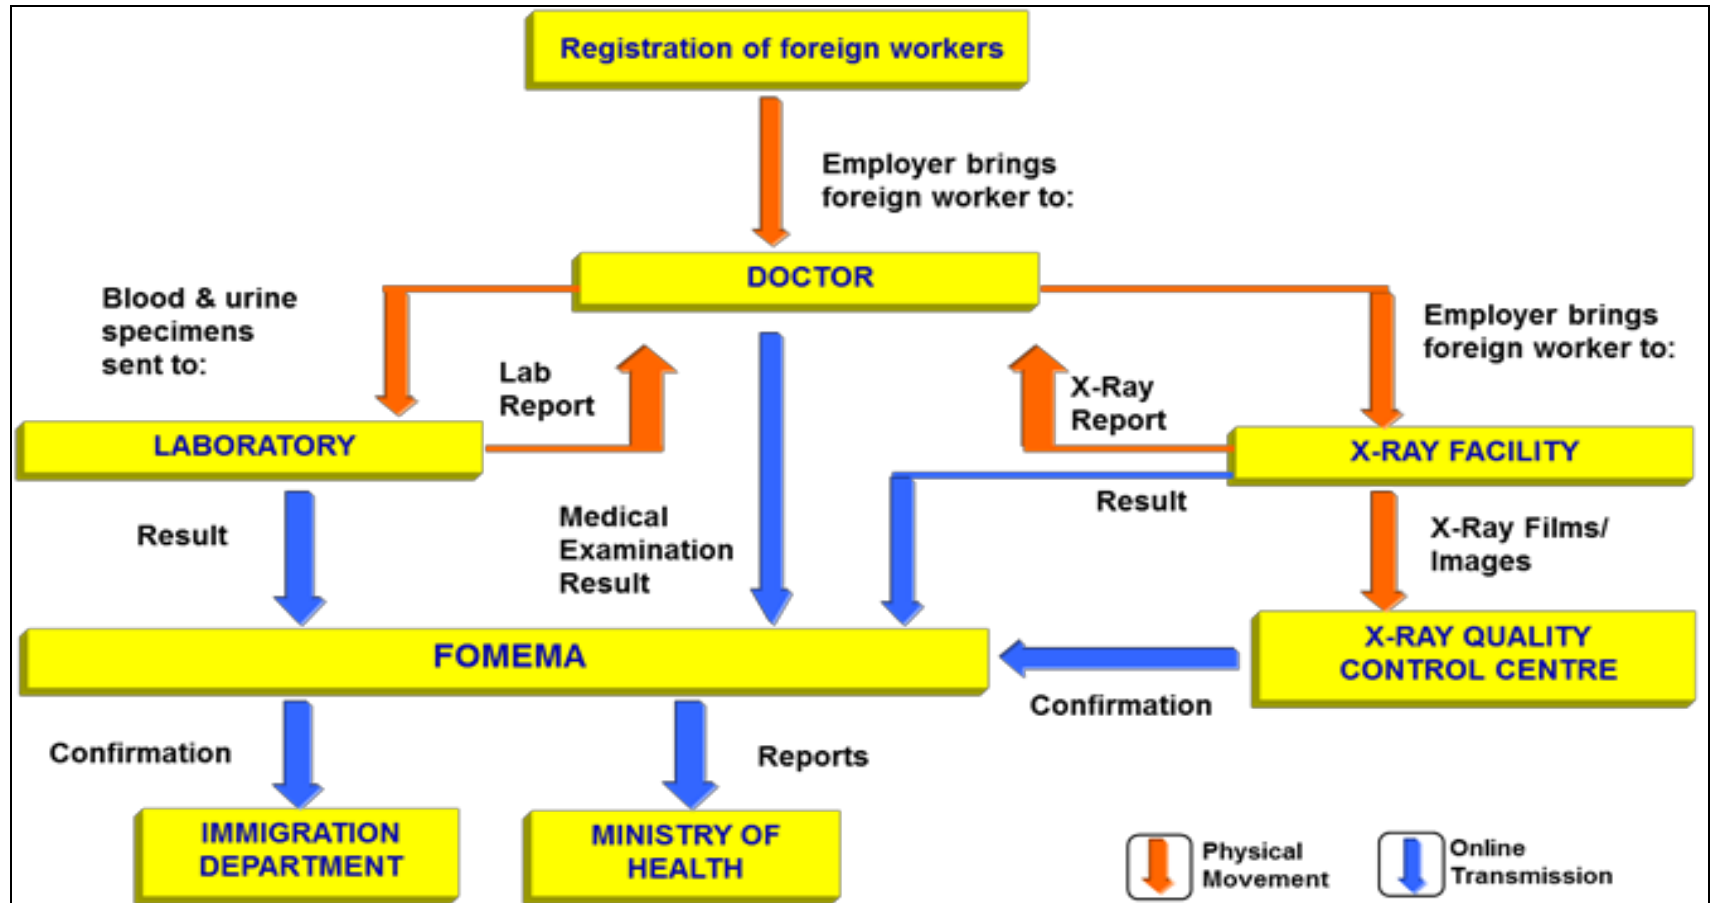 Registration of foreign workers
Employer brings
foreign worker to:
DOCTOR
Blood & urine
specimens
sent to:
Employer brings
foreign worker to:
Lab
Report
X-Ray
Report
LABORATORY
X-RAY FACILITY
Result
Medical
Examination
Result
Result
X-Ray Films/
Images
FOMEMA
X-RAY QUALITY
CONTROL CENTRE
Confirmation
Confirmation
Reports
IMMIGRATION
DEPARTMENT
MINISTRY OF
HEALTH
Physical
Movement
Online
Transmission